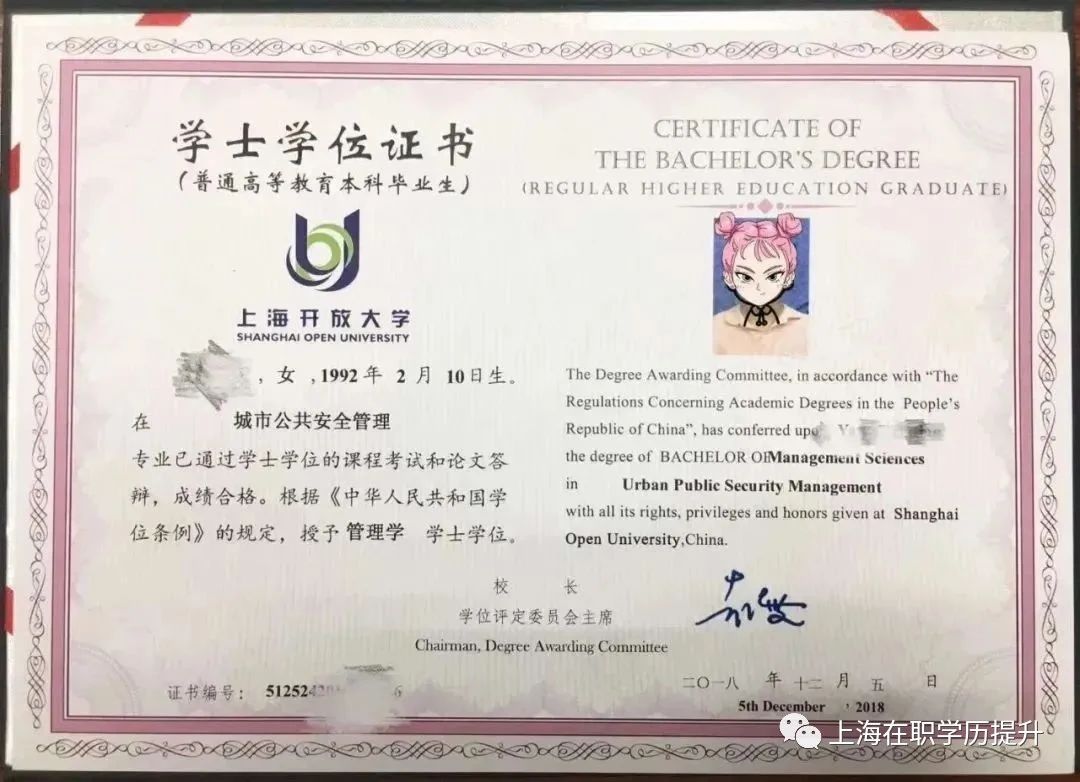 学士学位证书
(普通高等教育本科毕业生)
上海开放大学
SHANGHAI OPEN UNIVERSITY
,女,1992年 2 月 10日生。
在 城市公共安全管理
专业已通过学士学位的课程考试和论文答
辩,成绩合格。根据《中华人民共和国学
位条例》的规定,授予 管理学 学士学位。
CERTIFICATE OF
THE BACHELOR'S DEGREE
(REGULAR HIGHER EDUCATION GRADUATE)
The Degree Awarding Committee, in accordance with “The
Regulations Concerning Academic Degrees in the People's
Republic of China”, has conferred upo
the degree of BACHELOR OF Management Sciences
in Urban Public Security Management
with all its rights, privileges and honors given at Shanghai
Open University,China.
校 长
学位评定委员会主席
Chairman, Degree Awarding Committee
证书编号: 51252420
二〇一八 年 十二 月 五 日
5th December , 2018
上海在职学历提升